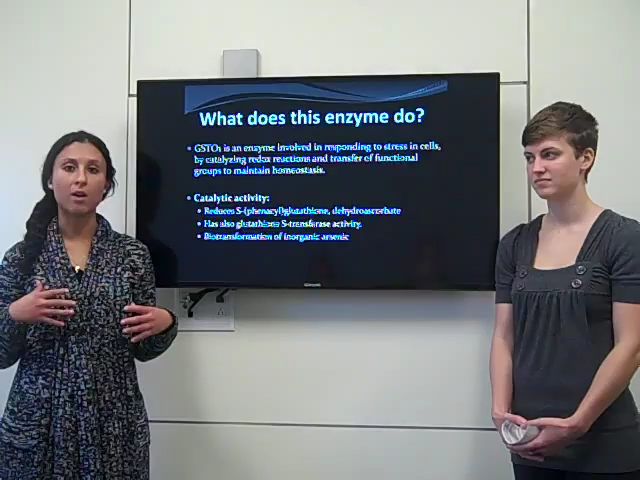 What does this enzyme do?
• GSTO1 is an enzyme involved in responding to stress in cells,
by catalyzing redox reactions and transfer of functional
groups to maintain homeostasis.
• Catalytic activity:
• Reduces S-(phenacyl)glutathione, dehydroascorbate
• Has also glutathione S-transferase activity.
• Biotransformation of inorganic arsenic